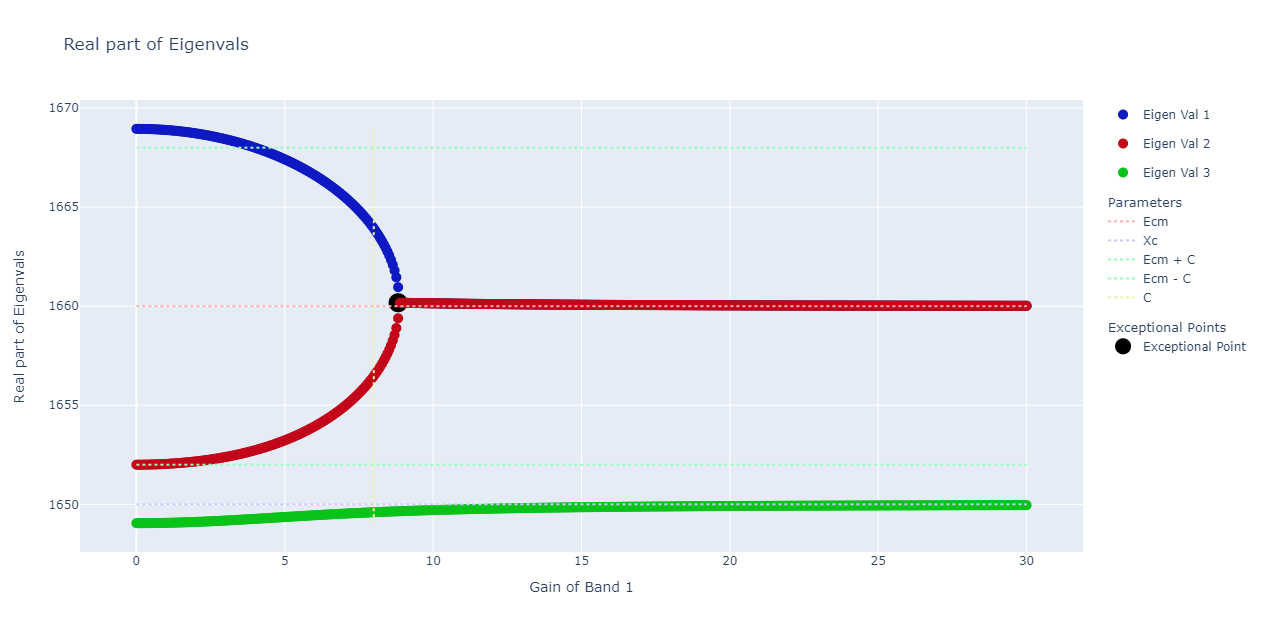 Real part of Eigenvals
Real part of Eigenvals
1670
1665
1660
1655
1650
0 5 10 15 20 25 30
Gain of Band 1
Eigen Val 1
Eigen Val 2
Eigen Val 3
Parameters
Ecm
Xc
Ecm + C
Ecm - C
C
Exceptional Points
Exceptional Point